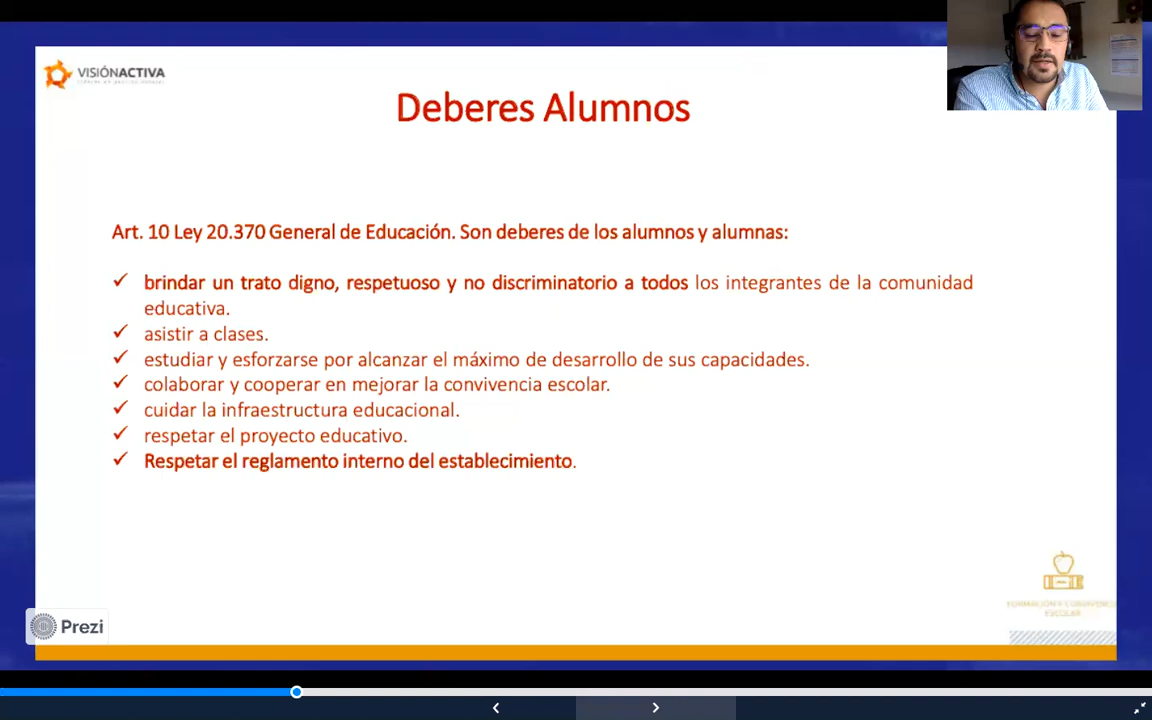 VISIÓNACTIVA
Deberes Alumnos
Art. 10 Ley 20.370 General de Educación. Son deberes de los alumnos y alumnas:
✓ brindar un trato digno, respetuoso y no discriminatorio a todos los integrantes de la comunidad
educativa.
✓ asistir a clases.
✓ estudiar y esforzarse por alcanzar el máximo de desarrollo de sus capacidades.
✓ colaborar y cooperar en mejorar la convivencia escolar.
✓ cuidar la infraestructura educacional.
✓ respetar el proyecto educativo.
✓ Respetar el reglamento interno del establecimiento.
ESCOLAR
Prezi